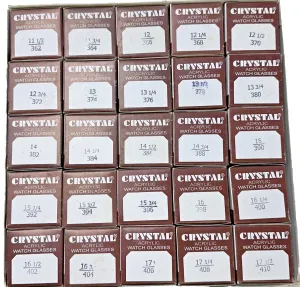 CRYSTAL CRYSTAL CRYSTAL CRYSTAL CRYSTAL
ACRYLIC ACRYLIC ACRYLIC ACRYLIC ACRYLIC
WATCH GLASSES WATCH GLASSES WATCH GLASSES WATCH GLASSES WATCH GLASSES
11 1/2 12 12 1/4 12 1/2
362 364 368 370
CRYSTAL CRYSTAL CRYSTAL CRYSTAL CRYSTAL
ACRYLIC ACRYLIC ACRYLIC ACRYLIC ACRYLIC
WATCH GLASSES WATCH GLASSES WATCH GLASSES WATCH GLASSES WATCH GLASSES
12 3/4 13 13 1/4 13 1/2 13 3/4
372 374 376 378 380
CRYSTAL CRYSTAL CRYSTAL CRYSTAL CRYSTAL
ACRYLIC ACRYLIC ACRYLIC ACRYLIC ACRYLIC
WATCH GLASSES WATCH GLASSES WATCH GLASSES WATCH GLASSES WATCH GLASSES
14 14 1/4 14 1/2 14 3/4 15
382 384 388 390
CRYSTAL CRYSTAL CRYSTAL CRYSTAL CRYSTAL
ACRYLIC ACRYLIC ACRYLIC ACRYLIC ACRYLIC
WATCH GLASSES WATCH GLASSES WATCH GLASSES WATCH GLASSES WATCH GLASSES
15 1/4 15 1/2 15 3/4 16 16 1/4
392 394 396 398 400
CRYSTAL CRYSTAL CRYSTAL CRYSTAL CRYSTAL
ACRYLIC ACRYLIC ACRYLIC ACRYLIC ACRYLIC
WATCH GLASSES WATCH GLASSES WATCH GLASSES WATCH GLASSES WATCH GLASSES
16 1/2 17 17 1/4 17 1/2
402 404 406 408 410